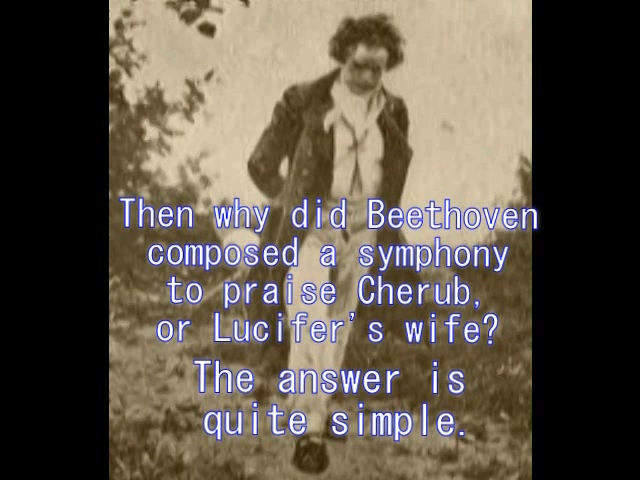 Then why did Beethoven
composed a symphony
to praise Cherub,
or Lucifer's wife?
The answer is
quite simple.